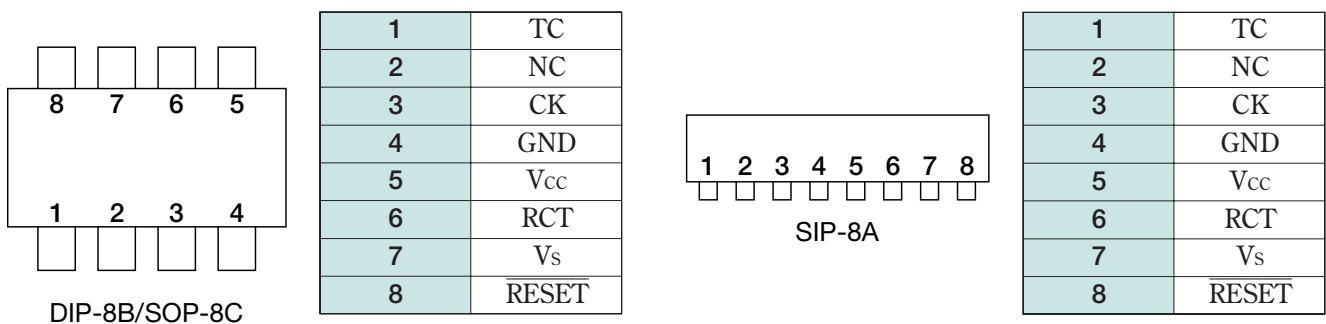 8 7 6 5
1 2 3 4
DIP-8B/SOP-8C
1 TC
2 NC
3 CK
4 GND
5 Vcc
6 RCT
7 Vs
8 R̅E̅S̅E̅T̅
1 2 3 4 5 6 7 8
SIP-8A
1 TC
2 NC
3 CK
4 GND
5 Vcc
6 RCT
7 Vs
8 R̅E̅S̅E̅T̅